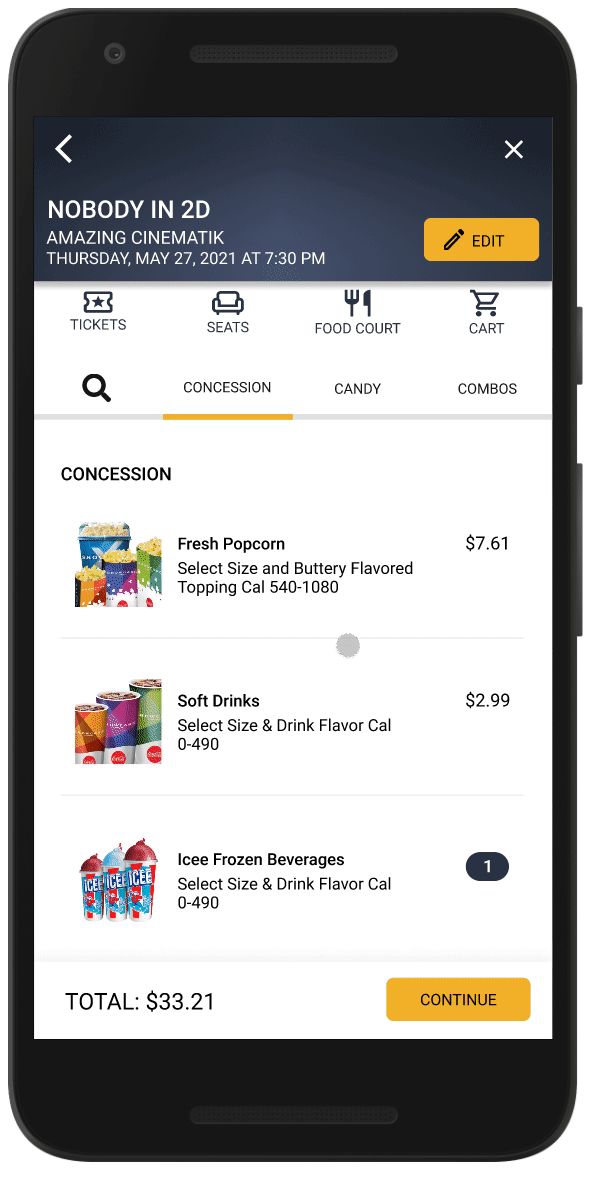 NOBODY IN 2D
AMAZING CINEMATIK
THURSDAY, MAY 27, 2021 AT 7:30 PM
EDIT
TICKETS
SEATS
FOOD COURT
CART
CONCESSION
CANDY
COMBOS
CONCESSION
Fresh Popcorn
$7.61
Select Size and Buttery Flavored
Topping Cal 540-1080
Soft Drinks
$2.99
Select Size & Drink Flavor Cal
0-490
ICEE
ICEE
ICEE
Icee Frozen Beverages
1
Select Size & Drink Flavor Cal
0-490
TOTAL: $33.21
CONTINUE